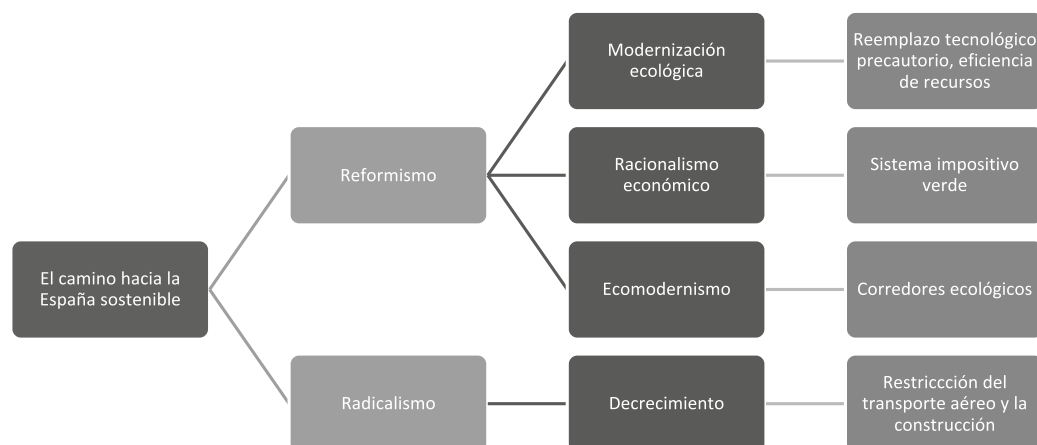 Modernización
ecológica
Reemplazo tecnológico
precautorio, eficiencia
de recursos
Reformismo
Racionalismo
económico
Sistema impositivo
verde
El camino hacia la
España sostenible
Ecomodernismo
Corredores ecológicos
Radicalismo
Decrecimiento
Restriccción del
transporte aéreo y la
construcción